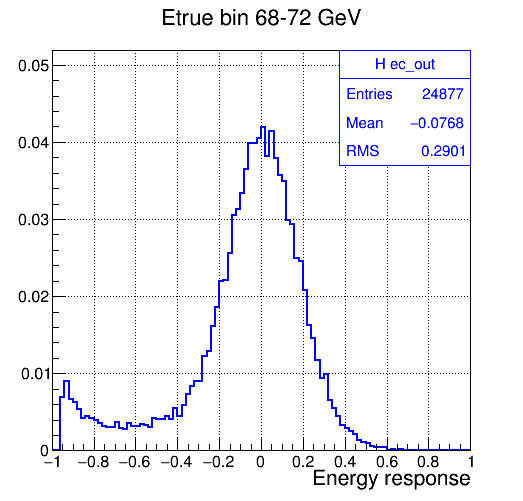 Etrue bin 68-72 GeV
H ec_out
Entries 24877
Mean −0.0768
RMS 0.2901
0.05
0.04
0.03
0.02
0.01
0
−1 −0.8 −0.6 −0.4 −0.2 0 0.2 0.4 0.6 0.8 1
Energy response